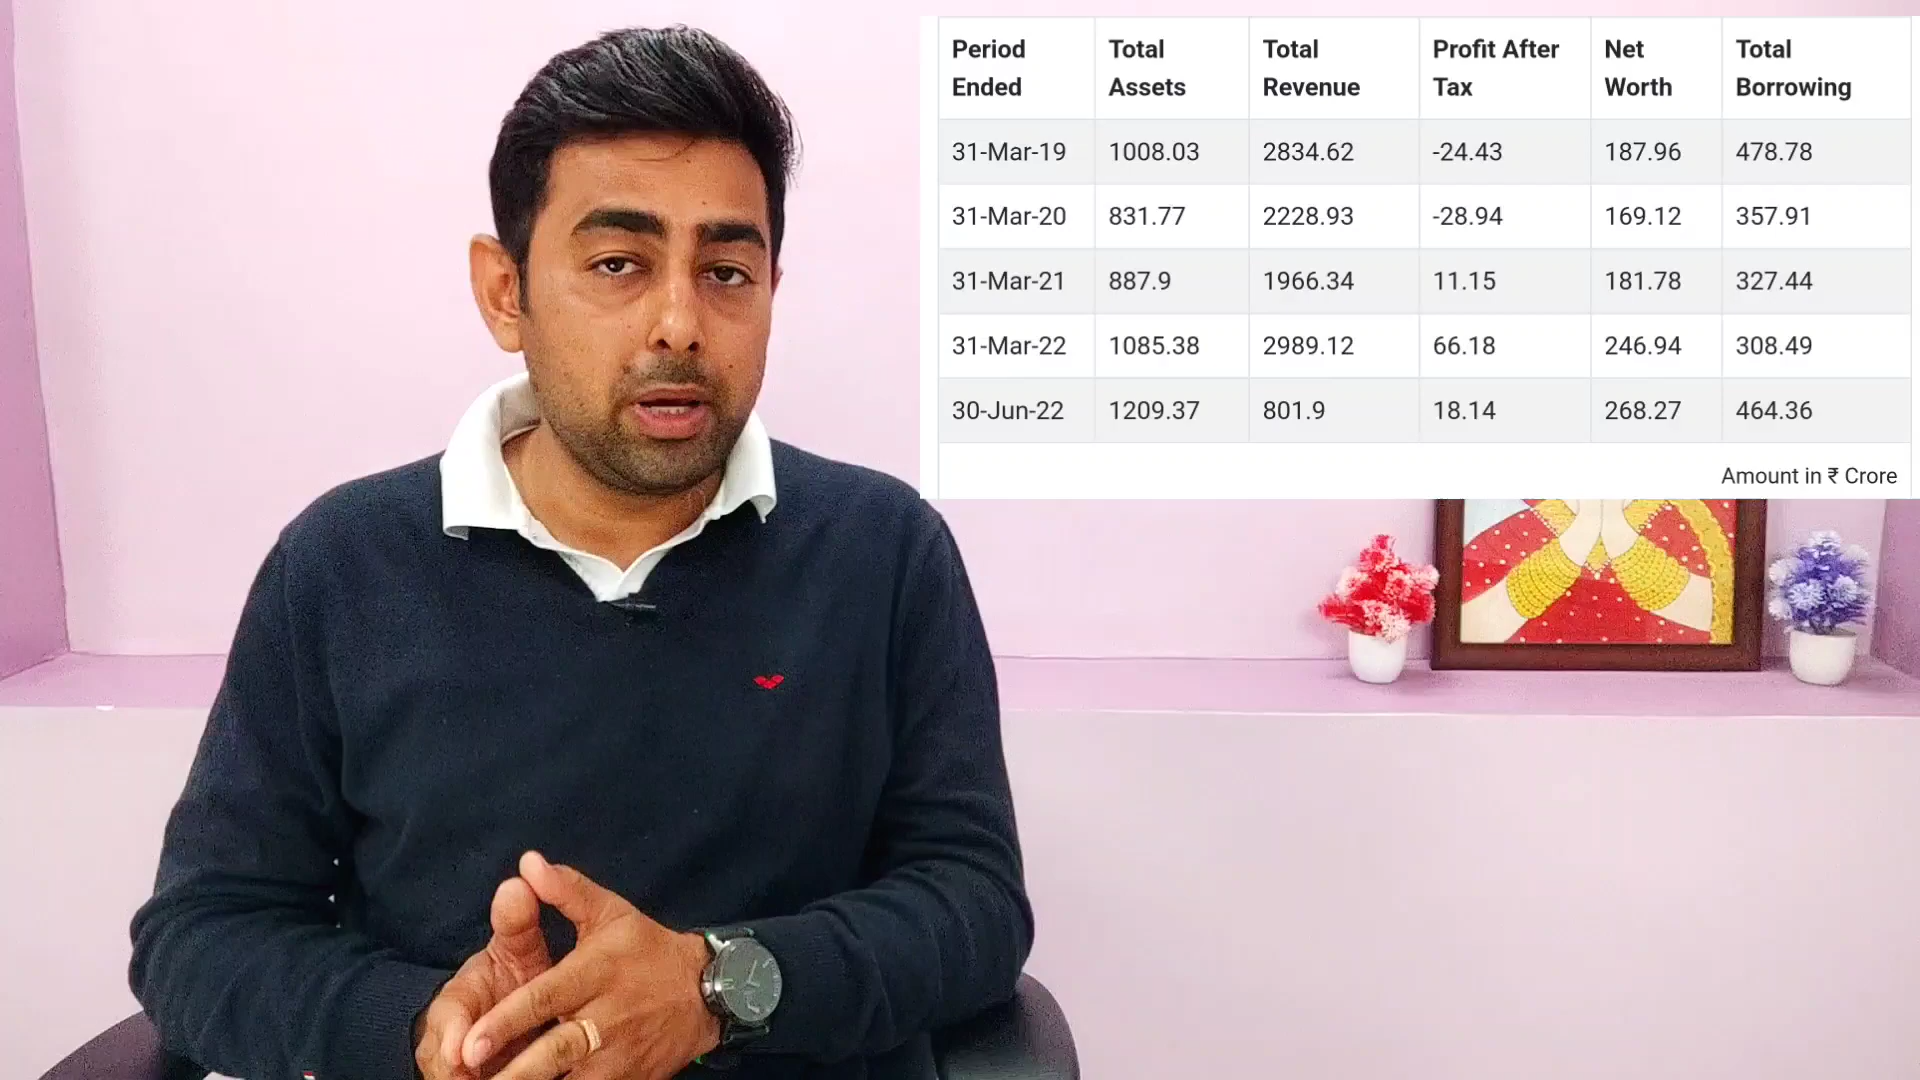 Period Ended Total Assets Total Revenue Profit After Tax Net Worth Total Borrowing
31-Mar-19 1008.03 2834.62 -24.43 187.96 478.78
31-Mar-20 831.77 2228.93 -28.94 169.12 357.91
31-Mar-21 887.9 1966.34 11.15 181.78 327.44
31-Mar-22 1085.38 2989.12 66.18 246.94 308.49
30-Jun-22 1209.37 801.9 18.14 268.27 464.36
Amount in ₹ Crore